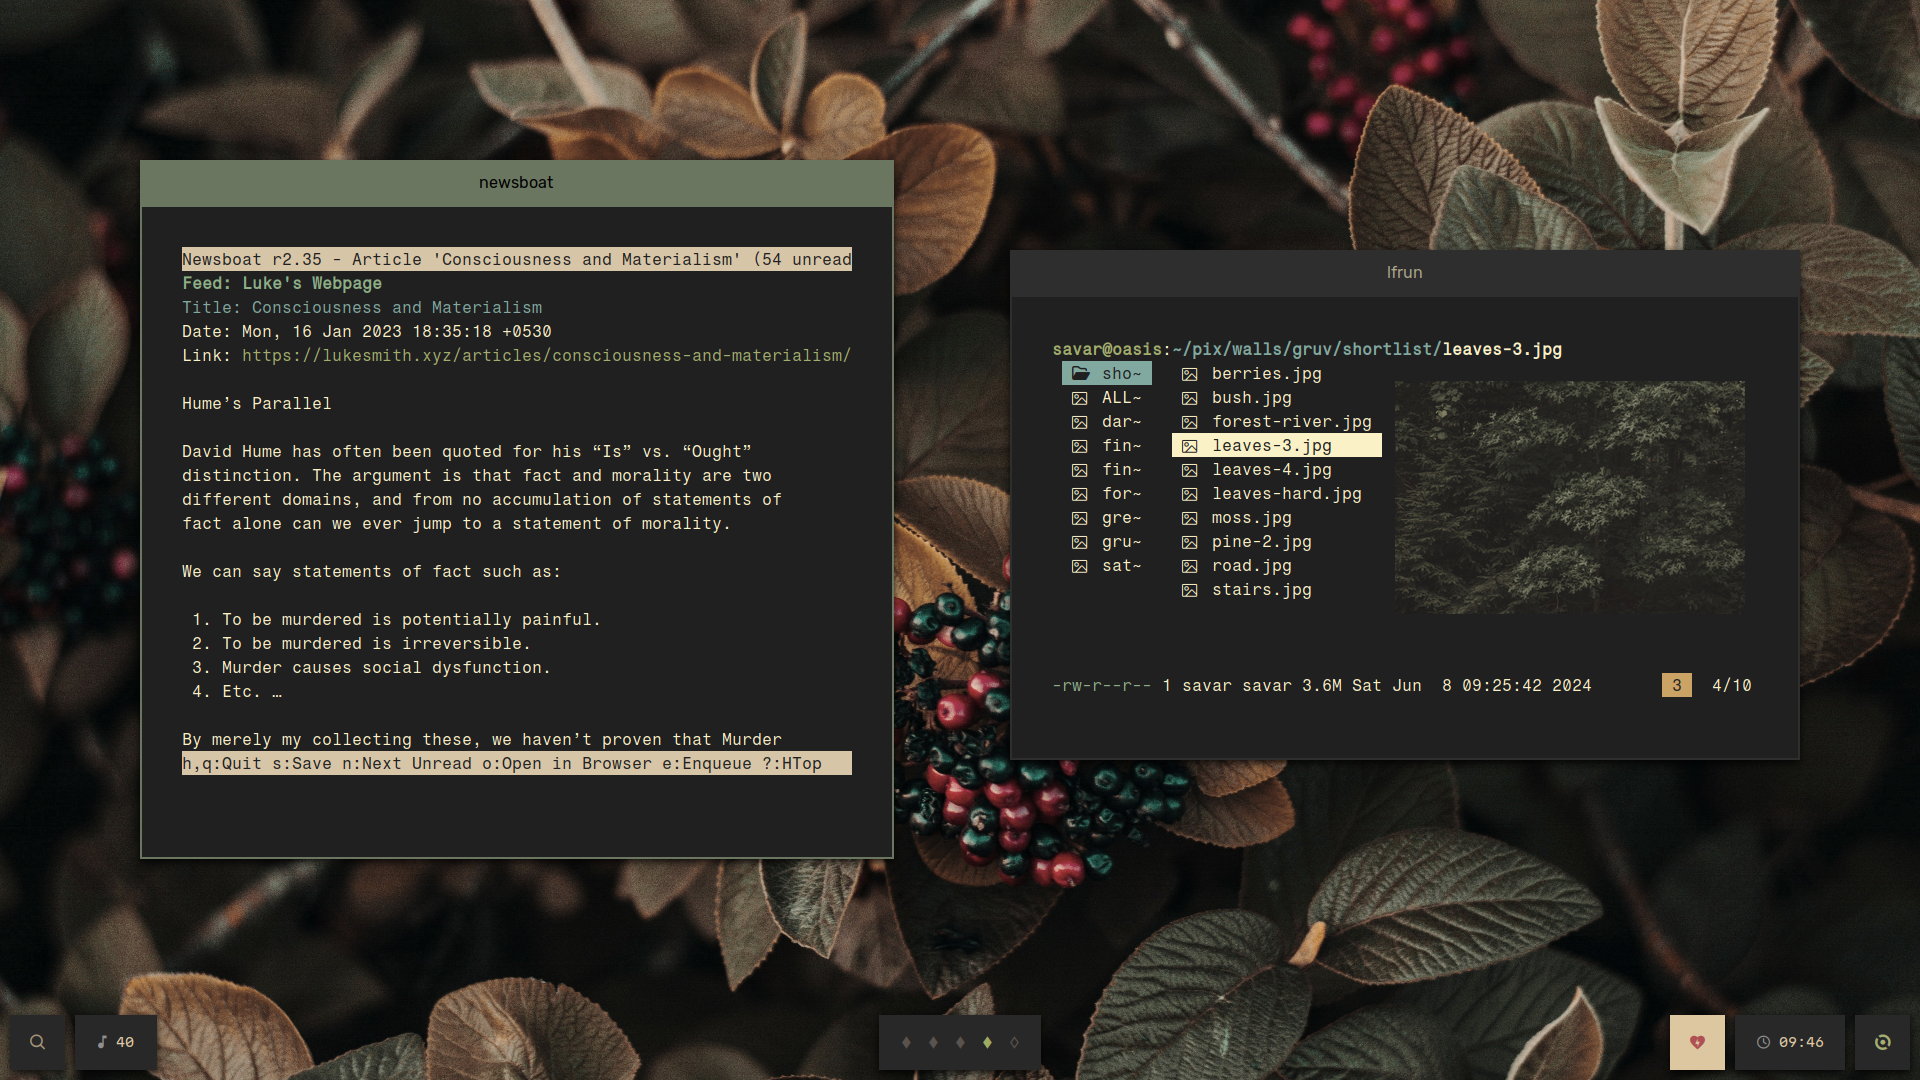 newsboat
Newsboat r2.35 - Article 'Consciousness and Materialism' (54 unread
Feed: Luke's Webpage
Title: Consciousness and Materialism
Date: Mon, 16 Jan 2023 18:35:18 +0530
Link: https://lukesmith.xyz/articles/consciousness-and-materialism/
Hume’s Parallel
David Hume has often been quoted for his “Is” vs. “Ought”
distinction. The argument is that fact and morality are two
different domains, and from no accumulation of statements of
fact alone can we ever jump to a statement of morality.
We can say statements of fact such as:
1. To be murdered is potentially painful.
2. To be murdered is irreversible.
3. Murder causes social dysfunction.
4. Etc. …
By merely my collecting these, we haven’t proven that Murder
h,q:Quit s:Save n:Next Unread o:Open in Browser e:Enqueue ?:HTop
lfrun
savar@oasis:~/pix/walls/gruv/shortlist/leaves-3.jpg
sho~ berries.jpg
ALL~ bush.jpg
dar~ forest-river.jpg
fin~ leaves-3.jpg
fin~ leaves-4.jpg
for~ leaves-hard.jpg
gre~ moss.jpg
gru~ pine-2.jpg
sat~ road.jpg
stairs.jpg
-rw-r--r-- 1 savar savar 3.6M Sat Jun  8 09:25:42 2024 3 4/10
40
09:46